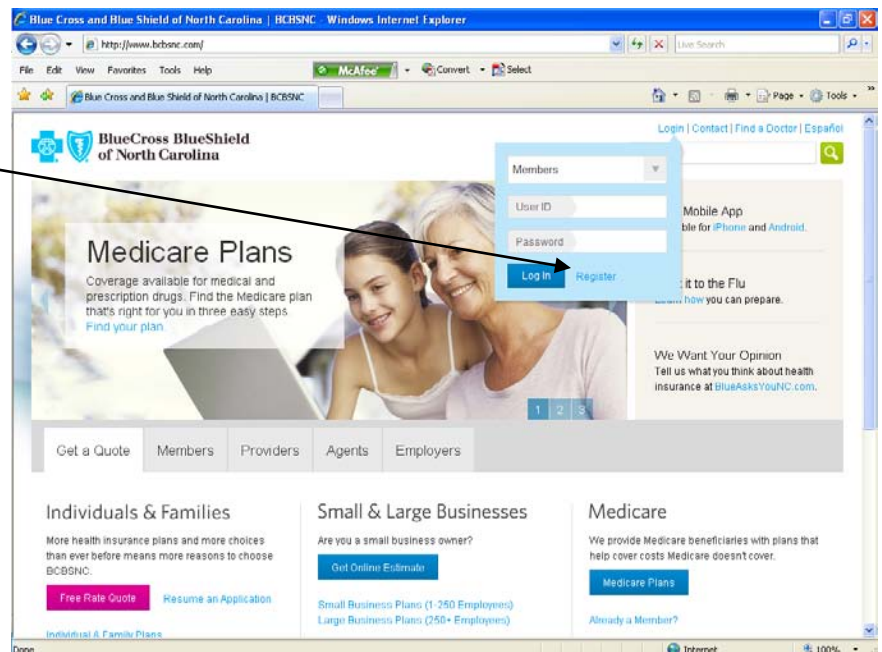 Blue Cross and Blue Shield of North Carolina | BCBSNC - Windows Internet Explorer
http://www.bcbsnc.com/
Live Search
File Edit View Favorites Tools Help
McAfee
Convert
Select
Blue Cross and Blue Shield of North Carolina | BCBSNC
Page
Tools
Login | Contact | Find a Doctor | Español
BlueCross BlueShield
of North Carolina
Members
User ID
Password
Log In
Register
Mobile App
for iPhone and Android.
it to the Flu
how you can prepare.
We Want Your Opinion
Tell us what you think about health
insurance at BlueAsksYouNC.com.
Medicare Plans
Coverage available for medical and
prescription drugs. Find the Medicare plan
that's right for you in three easy steps
Find your plan.
1 2 3
Get a Quote Members Providers Agents Employers
Individuals & Families
More health insurance plans and more choices
than ever before means more reasons to choose
BCBSNC.
Free Rate Quote Resume an Application
Individual & Family Plans
Small & Large Businesses
Are you a small business owner?
Get Online Estimate
Small Business Plans (1-250 Employees)
Large Business Plans (250+ Employees)
Medicare
We provide Medicare beneficiaries with plans that
help cover costs Medicare doesn't cover.
Medicare Plans
Already a Member?
Done
Internet
100%